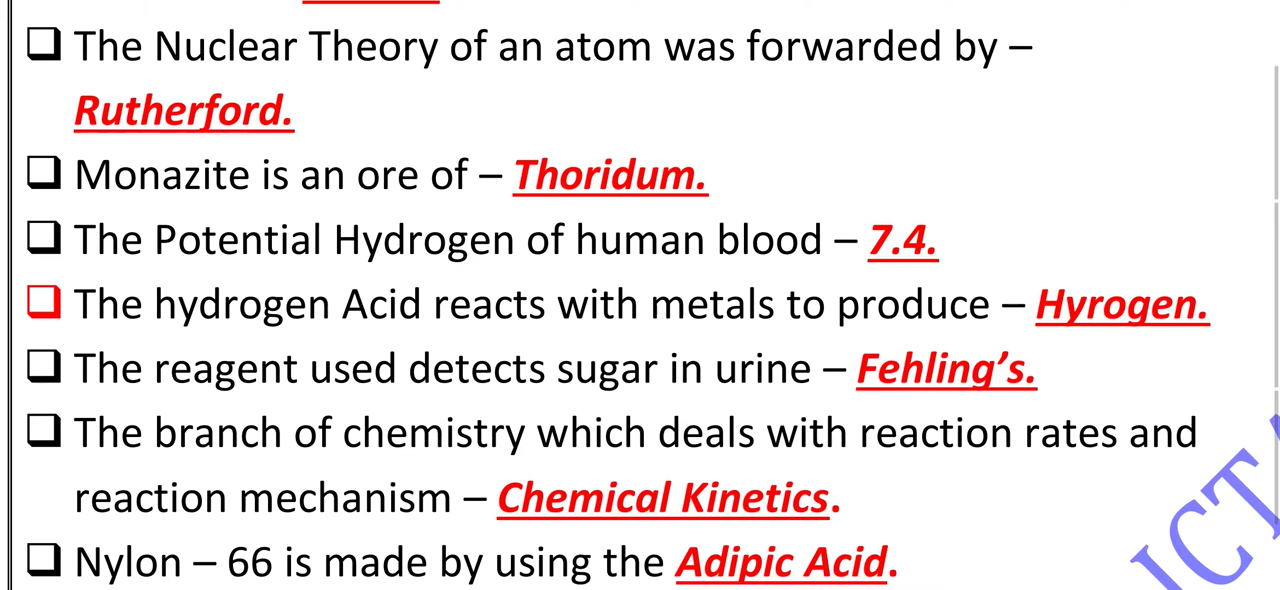 The Nuclear Theory of an atom was forwarded by –
Rutherford.
Monazite is an ore of – Thoridum.
The Potential Hydrogen of human blood – 7.4.
The hydrogen Acid reacts with metals to produce – Hyrogen.
The reagent used detects sugar in urine – Fehling’s.
The branch of chemistry which deals with reaction rates and
reaction mechanism – Chemical Kinetics.
Nylon – 66 is made by using the Adipic Acid.